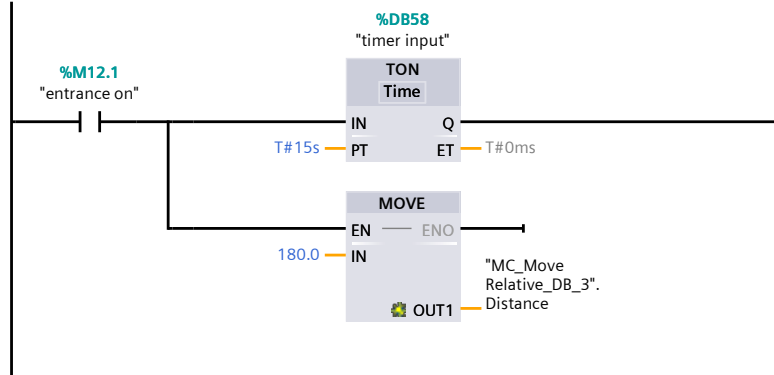 %DB58
"timer input"
%M12.1
"entrance on"
TON
Time
IN Q
T#15s PT ET T#0ms
MOVE
EN ENO
180.0 IN
"MC_Move
Relative_DB_3".
OUT1 Distance